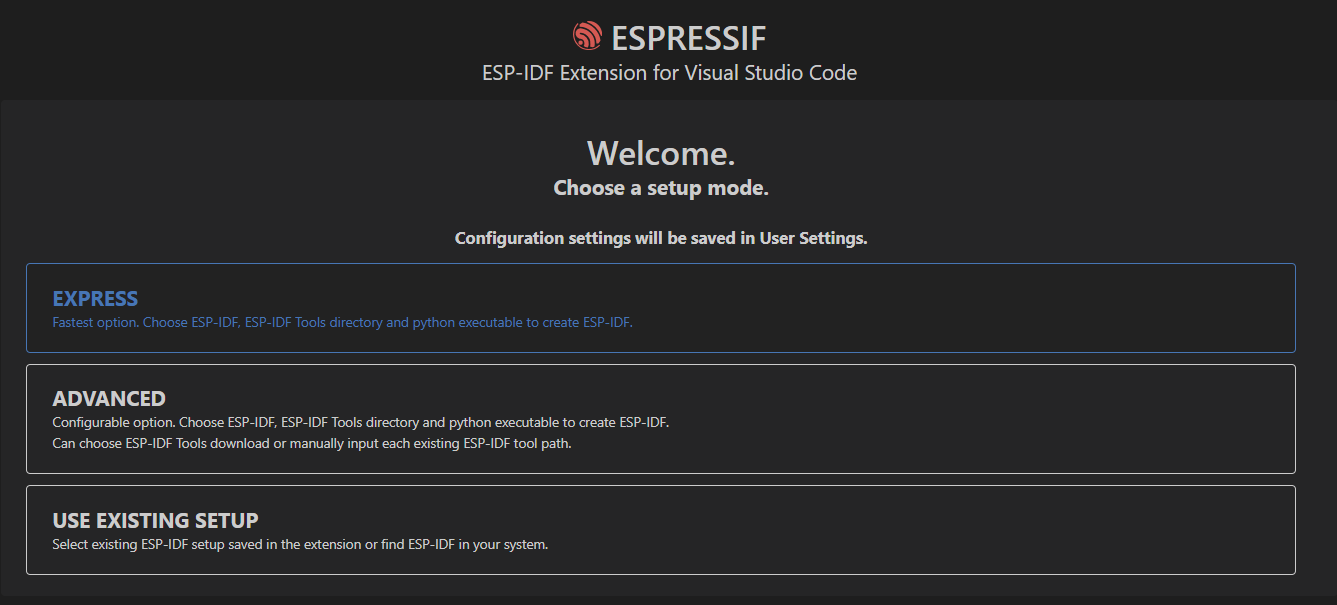 ESPRESSIF
ESP-IDF Extension for Visual Studio Code
Welcome.
Choose a setup mode.
Configuration settings will be saved in User Settings.
EXPRESS
Fastest option. Choose ESP-IDF, ESP-IDF Tools directory and python executable to create ESP-IDF.
ADVANCED
Configurable option. Choose ESP-IDF, ESP-IDF Tools directory and python executable to create ESP-IDF.
Can choose ESP-IDF Tools download or manually input each existing ESP-IDF tool path.
USE EXISTING SETUP
Select existing ESP-IDF setup saved in the extension or find ESP-IDF in your system.